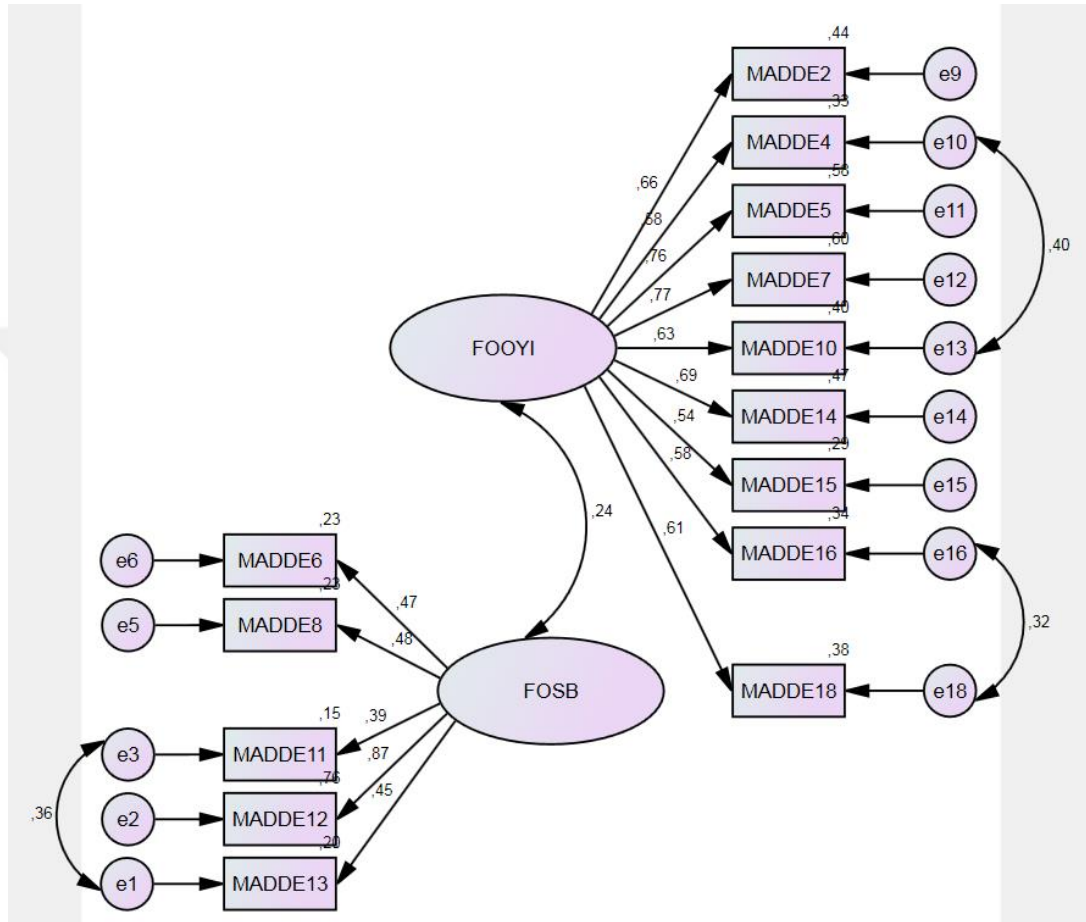 ,44
MADDE2
e9
,33
MADDE4
e10
,58
MADDE5
e11
,60
MADDE7
e12
,40
MADDE10
e13
,47
MADDE14
e14
,29
MADDE15
e15
,34
MADDE16
e16
,38
MADDE18
e18
,40
,32
,66
,58
,76
,77
,63
,69
,54
,58
,61
FOOYI
,24
FOSB
,23
e6
MADDE6
,23
e5
MADDE8
,15
e3
MADDE11
,76
e2
MADDE12
,20
e1
MADDE13
,36
,47
,48
,39
,87
,45